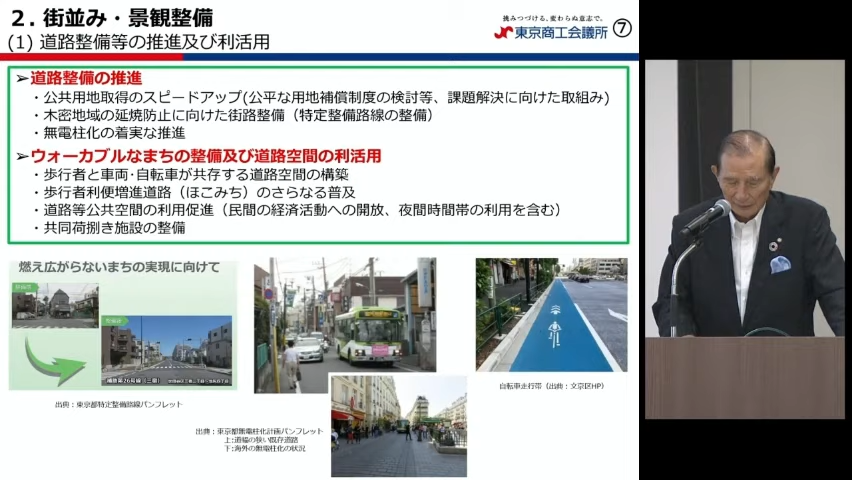 2. 街並み・景観整備
(1) 道路整備等の推進及び利活用
挑みつづける、変わらぬ意志で。
東京商工会議所
⑦
➢道路整備の推進
・公共用地取得のスピードアップ(公平な用地補償制度の検討等、課題解決に向けた取組み)
・木密地域の延焼防止に向けた街路整備（特定整備路線の整備）
・無電柱化の着実な推進
➢ウォーカブルなまちの整備及び道路空間の利活用
・歩行者と車両･自転車が共存する道路空間の構築
・歩行者利便増進道路（ほこみち）のさらなる普及
・道路等公共空間の利用促進（民間の経済活動への開放、夜間時間帯の利用を含む）
・共同荷捌き施設の整備
燃え広がらないまちの実現に向けて
出典：東京都特定整備路線パンフレット
出典：東京都無電柱化計画パンフレット
上:道幅の狭い既存道路
下:海外の無電柱化の状況
自転車走行帯（出典：文京区HP）